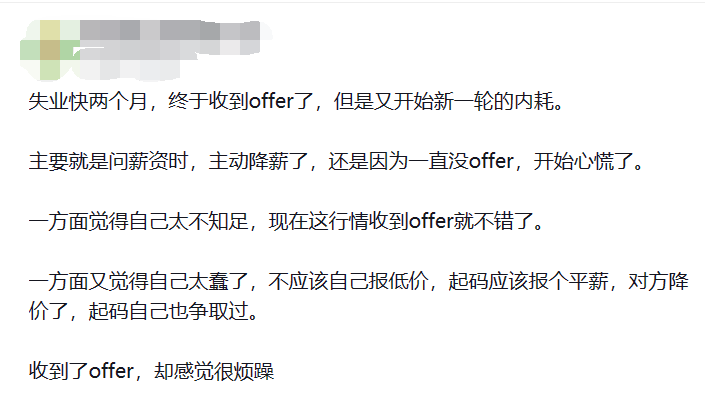 失业快两个月，终于收到offer了，但是又开始新一轮的内耗。
主要就是问薪资时，主动降薪了，还是因为一直没offer，开始心慌了。
一方面觉得自己太不知足，现在这行情收到offer就不错了。
一方面又觉得自己太蠢了，不应该自己报低价，起码应该报个平薪，对方降
价了，起码自己也争取过。
收到了offer，却感觉很烦躁